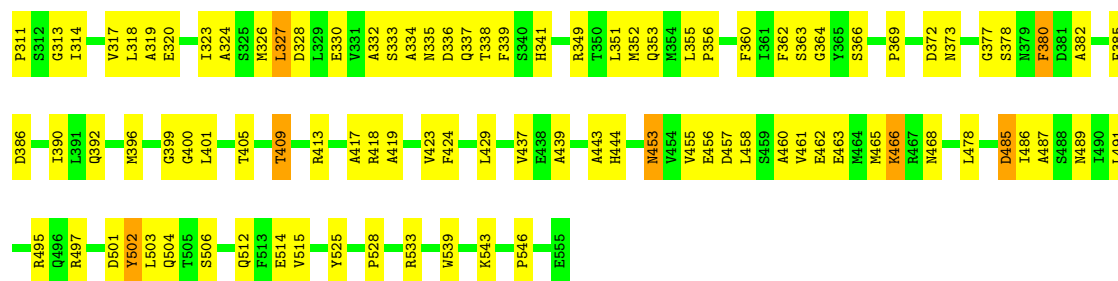 P311 S312 G313 I314 V317 L318 A319 E320 I323 A324 S325 M326 L327 D328 L329 E330 V331 A332 S333 A334 N335 D336 Q337 T338 F339 S340 H341 R349 T350 L351 M352 Q353 M354 L355 P356 F360 I361 F362 S363 G364 Y365 S366 P369 D372 N373 G377 S378 N379 F380 D381 A382
D386 I390 L391 Q392 M396 G399 G400 L401 T405 T409 R413 A417 R418 A419 V423 F424 L429 V437 E438 A439 A443 H444 N453 V454 V455 E456 D457 L458 S459 A460 V461 E462 E463 M464 M465 K466 R467 N468 L478 D485 I486 A487 S488 N489 I490
R495 Q496 R497 D501 Y502 L503 Q504 T505 S506 Q512 F513 E514 V515 Y525 P528 R533 W539 K543 P546 E555